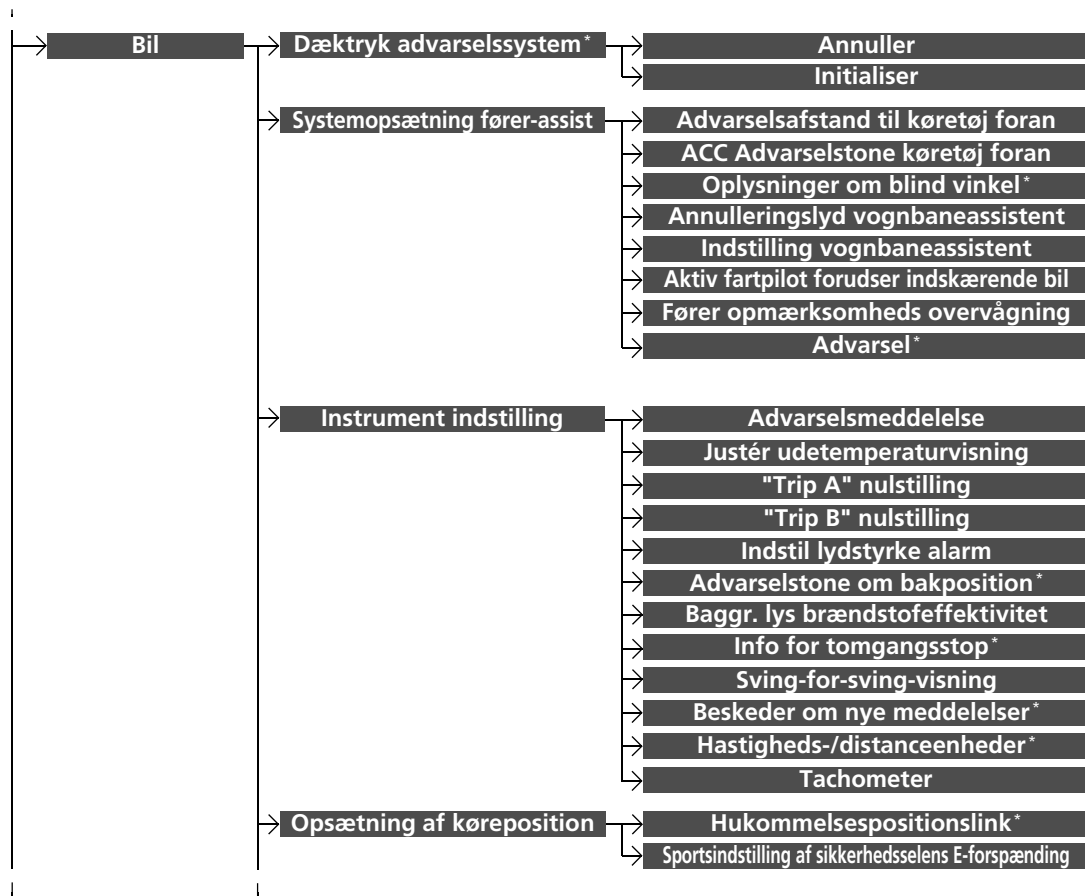 Bil
Dæktryk advarselssystem*
Annuller
Initialiser
Systemopsætning fører-assist
Advarselsafstand til køretøj foran
ACC Advarselstone køretøj foran
Oplysninger om blind vinkel*
Annulleringslyd vognbaneassistent
Indstilling vognbaneassistent
Aktiv fartpilot forudser indskærende bil
Fører opmærksomheds overvågning
Advarsel*
Instrument indstilling
Advarselsmeddelelse
Justér udetemperaturvisning
"Trip A" nulstilling
"Trip B" nulstilling
Indstil lydstyrke alarm
Advarselstone om bakposition*
Baggr. lys brændstofeffektivitet
Info for tomgangsstop*
Sving-for-sving-visning
Beskeder om nye meddelelser*
Hastigheds-/distanceenheder*
Tachometer
Opsætning af køreposition
Hukommelsespositionslink*
Sportsindstilling af sikkerhedsselens E-forspænding